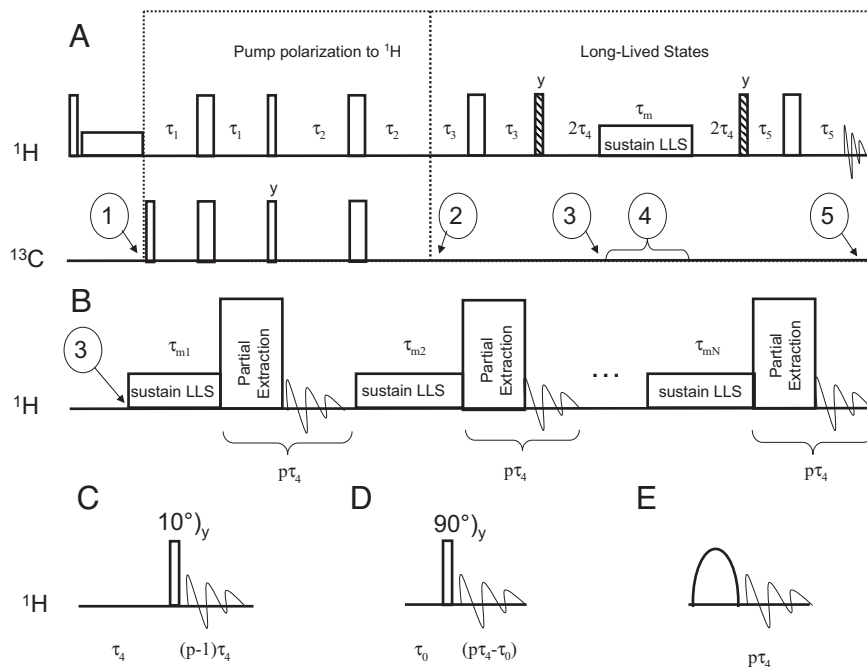 A
Pump polarization to ¹H
Long-Lived States
y
y
τ₁ τ₁ τ₂ τ₂ τ₃ τ₃ 2τ₄ τₘ 2τ₄ τ₅ τ₅
¹H
sustain LLS
y
1 2 3 4 5
¹³C
B
τₘ₁ τₘ₂ τₘN
3
Partial Extraction
Partial Extraction
Partial Extraction
...
sustain LLS sustain LLS sustain LLS
¹H
pτ₄ pτ₄ pτ₄
C D E
10°)y 90°)y
¹H
τ₄ (p-1)τ₄ τ₀ (pτ₄-τ₀) pτ₄